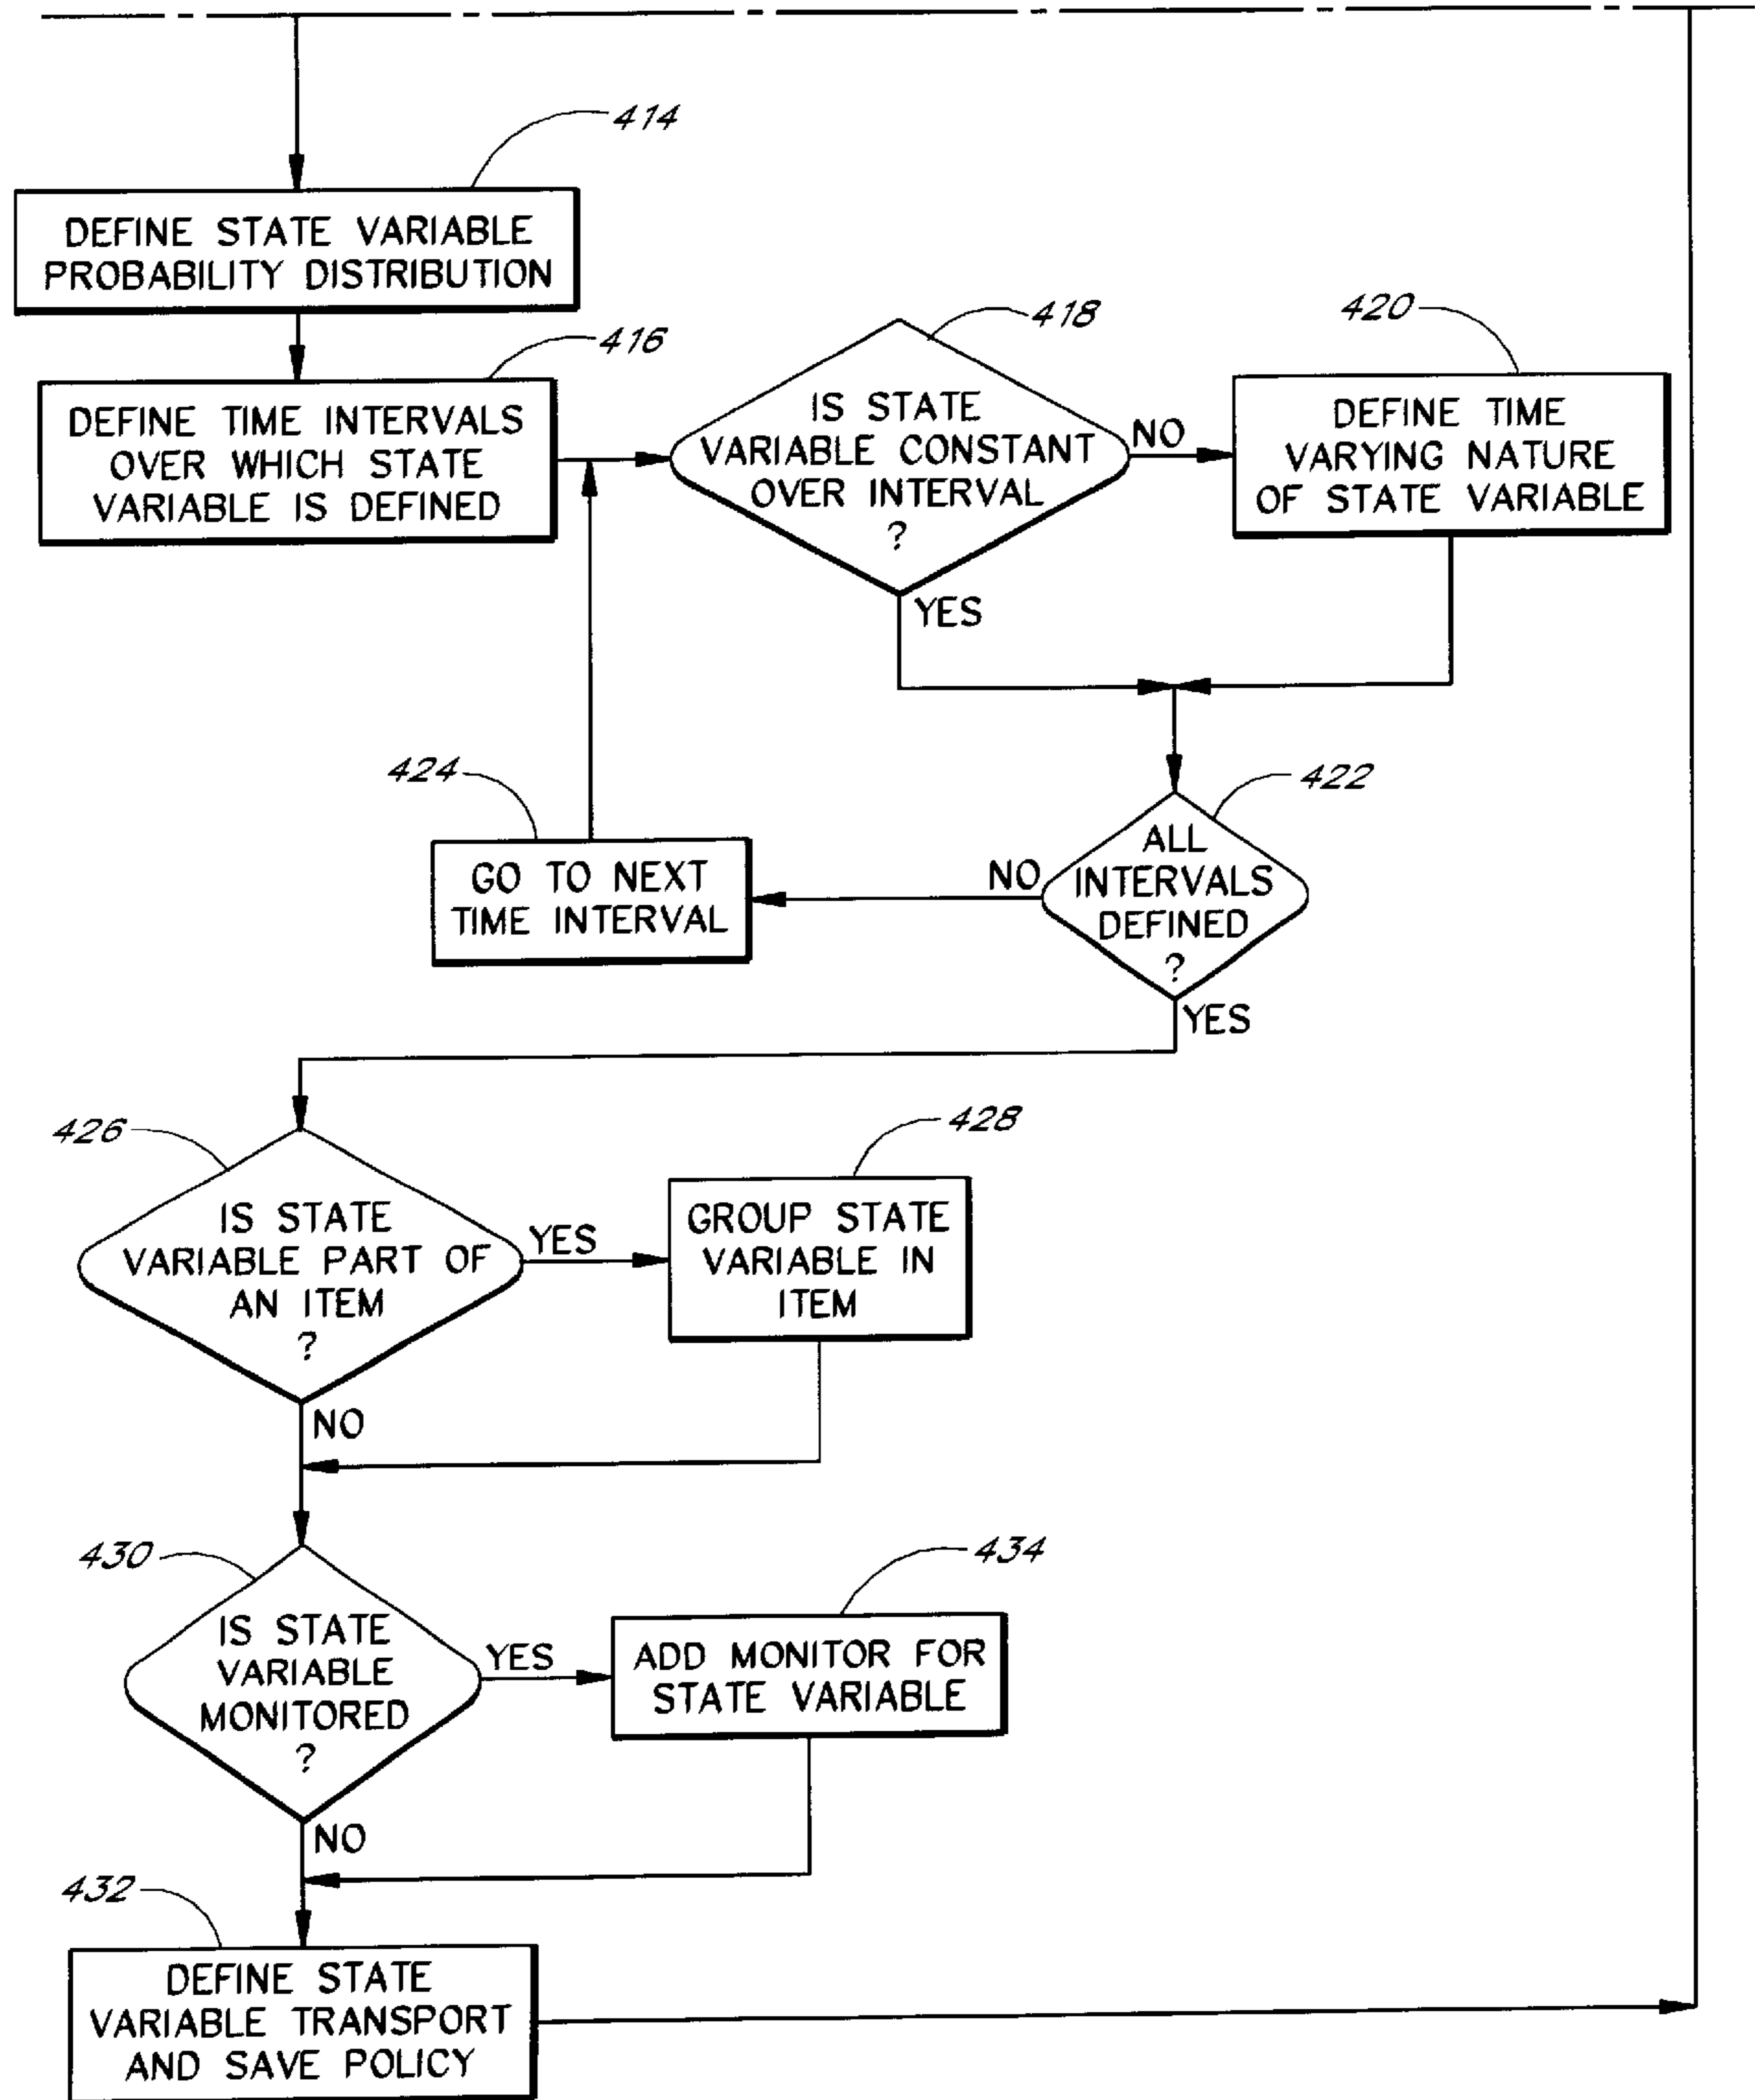 414
DEFINE STATE VARIABLE
PROBABILITY DISTRIBUTION
416
DEFINE TIME INTERVALS
OVER WHICH STATE
VARIABLE IS DEFINED
418
IS STATE
VARIABLE CONSTANT
OVER INTERVAL
?
NO
YES
420
DEFINE TIME
VARYING NATURE
OF STATE VARIABLE
422
ALL
INTERVALS
DEFINED
?
NO
YES
424
GO TO NEXT
TIME INTERVAL
426
IS STATE
VARIABLE PART OF
AN ITEM
?
YES
NO
428
GROUP STATE
VARIABLE IN
ITEM
430
IS STATE
VARIABLE
MONITORED
?
YES
NO
434
ADD MONITOR FOR
STATE VARIABLE
432
DEFINE STATE
VARIABLE TRANSPORT
AND SAVE POLICY